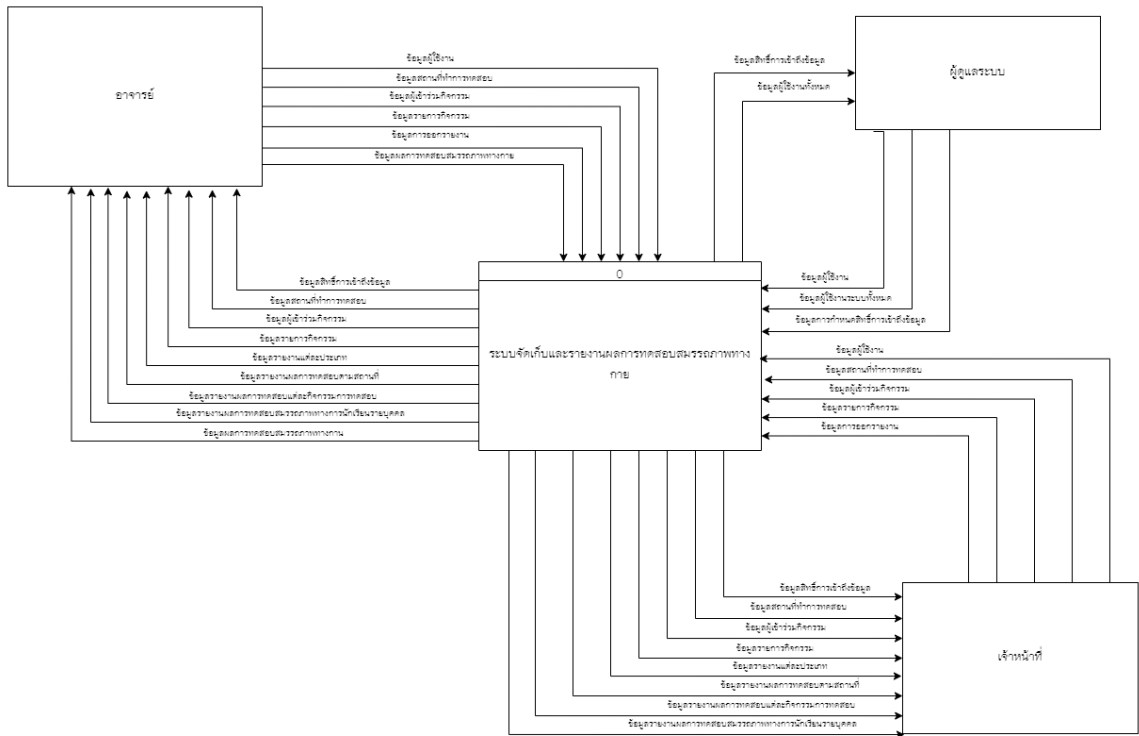 อาจารย์
ข้อมูลผู้ใช้งาน
ข้อมูลสถานที่ทำการทดสอบ
ข้อมูลผู้เข้าร่วมกิจกรรม
ข้อมูลรายการกิจกรรม
ข้อมูลการออกรายงาน
ข้อมูลผลการทดสอบสมรรถภาพทางกาย
ข้อมูลสิทธิ์การเข้าถึงข้อมูล
ข้อมูลผู้ใช้งานทั้งหมด
ผู้ดูแลระบบ
ข้อมูลสิทธิ์การเข้าถึงข้อมูล
ข้อมูลสถานที่ทำการทดสอบ
ข้อมูลผู้เข้าร่วมกิจกรรม
ข้อมูลรายการกิจกรรม
ข้อมูลรายงานแต่ละประเภท
ข้อมูลรายงานผลการทดสอบตามสถานที่
ข้อมูลรายงานผลการทดสอบแต่ละกิจกรรมการทดสอบ
ข้อมูลรายงานผลการทดสอบสมรรถภาพทางการนักเรียนรายบุคคล
ข้อมูลผลการทดสอบสมรรถภาพทางกาน
0
ระบบจัดเก็บและรายงานผลการทดสอบสมรรถภาพทาง
กาย
ข้อมูลผู้ใช้งาน
ข้อมูลผู้ใช้งานระบบทั้งหมด
ข้อมูลการกำหนดสิทธิ์การเข้าถึงข้อมูล
ข้อมูลผู้ใช้งาน
ข้อมูลสถานที่ทำการทดสอบ
ข้อมูลผู้เข้าร่วมกิจกรรม
ข้อมูลรายการกิจกรรม
ข้อมูลการออกรายงาน
ข้อมูลสิทธิ์การเข้าถึงข้อมูล
ข้อมูลสถานที่ทำการทดสอบ
ข้อมูลผู้เข้าร่วมกิจกรรม
ข้อมูลรายการกิจกรรม
ข้อมูลรายงานแต่ละประเภท
ข้อมูลรายงานผลการทดสอบตามสถานที่
ข้อมูลรายงานผลการทดสอบแต่ละกิจกรรมการทดสอบ
ข้อมูลรายงานผลการทดสอบสมรรถภาพทางการนักเรียนรายบุคคล
เจ้าหน้าที่